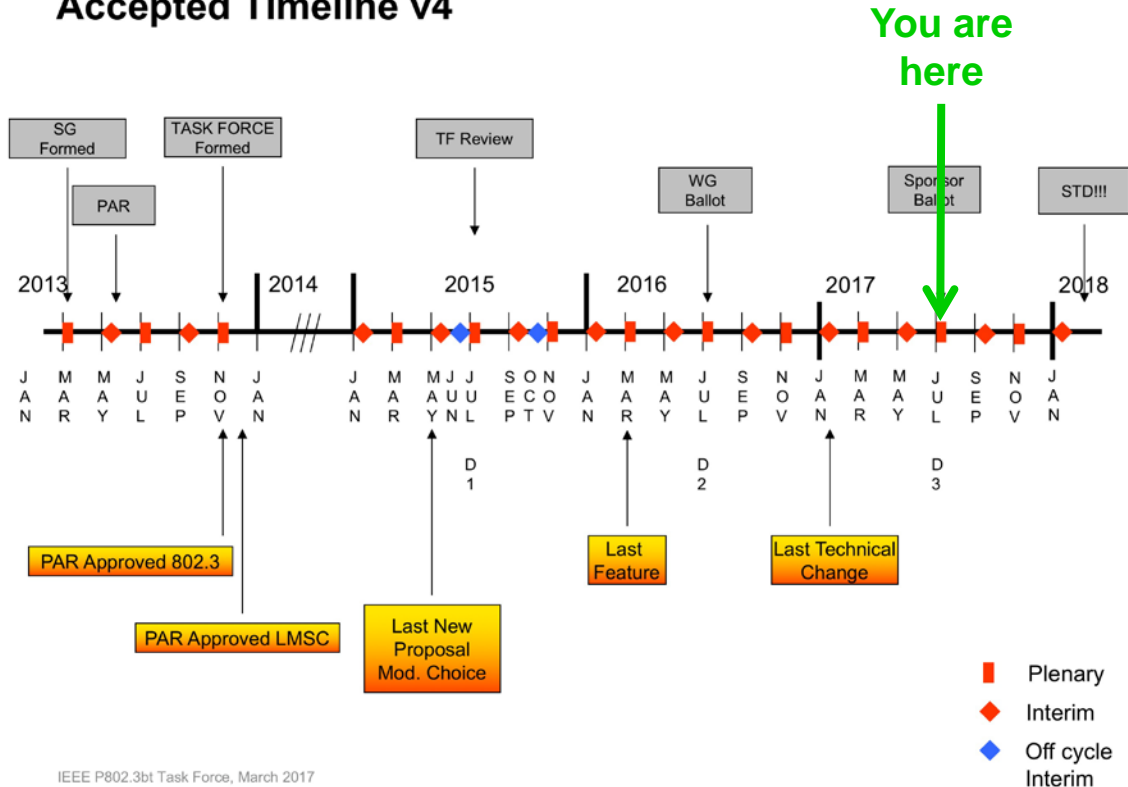 Accepted Timeline v4
You are
here
SG
Formed
TASK FORCE
Formed
TF Review
PAR
WG
Ballot
Sponsor
Ballot
STD!!!
2013
2014
2015
2016
2017
2018
JAN
MAR
MAY
JUL
SEP
NOV
JAN
JAN
MAR
MAY
JUN
JUL
SEP
OCT
NOV
JAN
MAR
MAY
JUL
SEP
NOV
JAN
MAR
MAY
JUL
SEP
NOV
JAN
D1
D2
D3
PAR Approved 802.3
PAR Approved LMSC
Last New
Proposal
Mod. Choice
Last
Feature
Last Technical
Change
Plenary
Interim
Off cycle
Interim
IEEE P802.3bt Task Force, March 2017